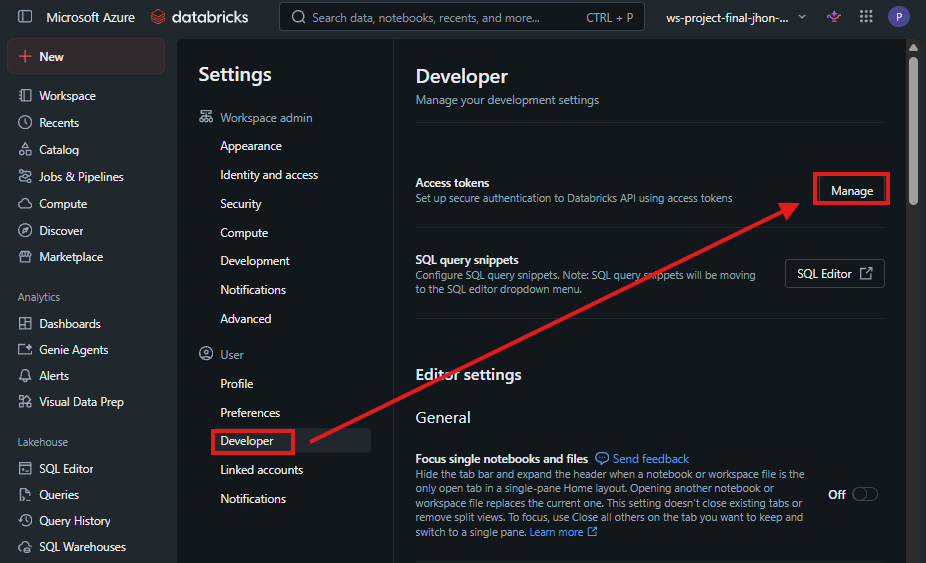 Microsoft Azure
databricks
Search data, notebooks, recents, and more...
CTRL + P
ws-project-final-jhon-...
P
New
Workspace
Recents
Catalog
Jobs & Pipelines
Compute
Discover
Marketplace
Analytics
Dashboards
Genie Agents
Alerts
Visual Data Prep
Lakehouse
SQL Editor
Queries
Query History
SQL Warehouses
Settings
Workspace admin
Appearance
Identity and access
Security
Compute
Development
Notifications
Advanced
User
Profile
Preferences
Developer
Linked accounts
Notifications
Developer
Manage your development settings
Access tokens
Set up secure authentication to Databricks API using access tokens
Manage
SQL query snippets
Configure SQL query snippets. Note: SQL query snippets will be moving
to the SQL editor dropdown menu.
SQL Editor
Editor settings
General
Focus single notebooks and files
Send feedback
Hide the tab bar and expand the header when a notebook or workspace file is the
only open tab in a single-pane Home layout. Opening another notebook or
workspace file replaces the current one. This setting doesn't close existing tabs or
remove split views. To focus, use Close all others on the tab you want to keep and
switch to a single pane. Learn more
Off